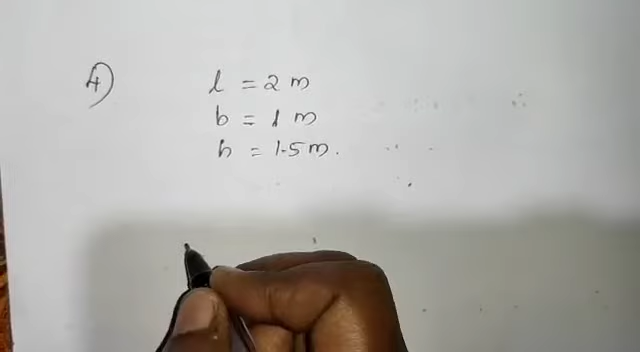 4)
l = 2 m
b = 1 m
h = 1.5 m.